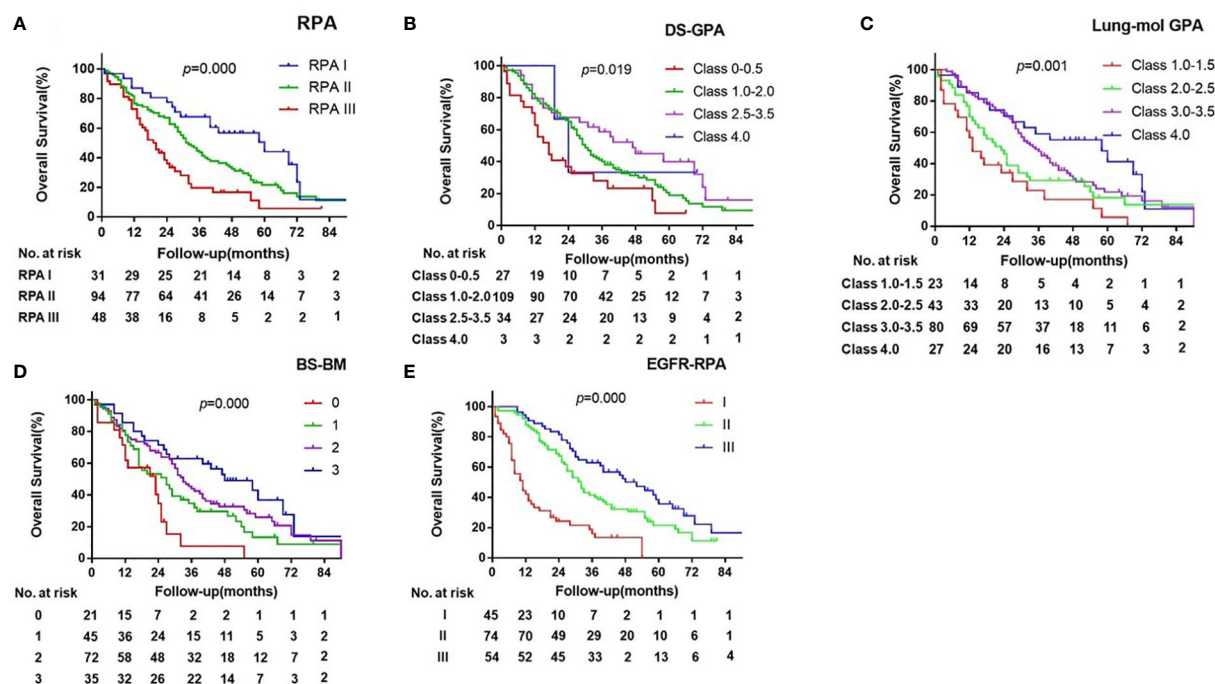 A
RPA
Overall Survival(%)
100
80
60
40
20
0
p=0.000
RPA I
RPA II
RPA III
0 12 24 36 48 60 72 84
No. at risk
Follow-up(months)
RPA I 31 29 25 21 14 8 3 2
RPA II 94 77 64 41 26 14 7 3
RPA III 48 38 16 8 5 2 2 1
B
DS-GPA
Overall Survival(%)
100
80
60
40
20
0
p=0.019
Class 0-0.5
Class 1.0-2.0
Class 2.5-3.5
Class 4.0
0 12 24 36 48 60 72 84
No. at risk
Follow-up(months)
Class 0-0.5 27 19 10 7 5 2 1 1
Class 1.0-2.0 109 90 70 42 25 12 7 3
Class 2.5-3.5 34 27 24 20 13 9 4 2
Class 4.0 3 3 2 2 2 2 1 1
C
Lung-mol GPA
Overall Survival(%)
100
80
60
40
20
0
p=0.001
Class 1.0-1.5
Class 2.0-2.5
Class 3.0-3.5
Class 4.0
0 12 24 36 48 60 72 84
No. at risk
Follow-up(months)
Class 1.0-1.5 23 14 8 5 4 2 1 1
Class 2.0-2.5 43 33 20 13 10 5 4 2
Class 3.0-3.5 80 69 57 37 18 11 6 2
Class 4.0 27 24 20 16 13 7 3 2
D
BS-BM
Overall Survival(%)
100
80
60
40
20
0
p=0.000
0
1
2
3
0 12 24 36 48 60 72 84
Follow-up(months)
No. at risk
0 21 15 7 2 2 1 1 1
1 45 36 24 15 11 5 3 2
2 72 58 48 32 18 12 7 2
3 35 32 26 22 14 7 3 2
E
EGFR-RPA
Overall Survival(%)
100
80
60
40
20
0
p=0.000
I
II
III
0 12 24 36 48 60 72 84
Follow-up(months)
No. at risk
I 45 23 10 7 2 1 1 1
II 74 70 49 29 20 10 6 1
III 54 52 45 33 2 13 6 4